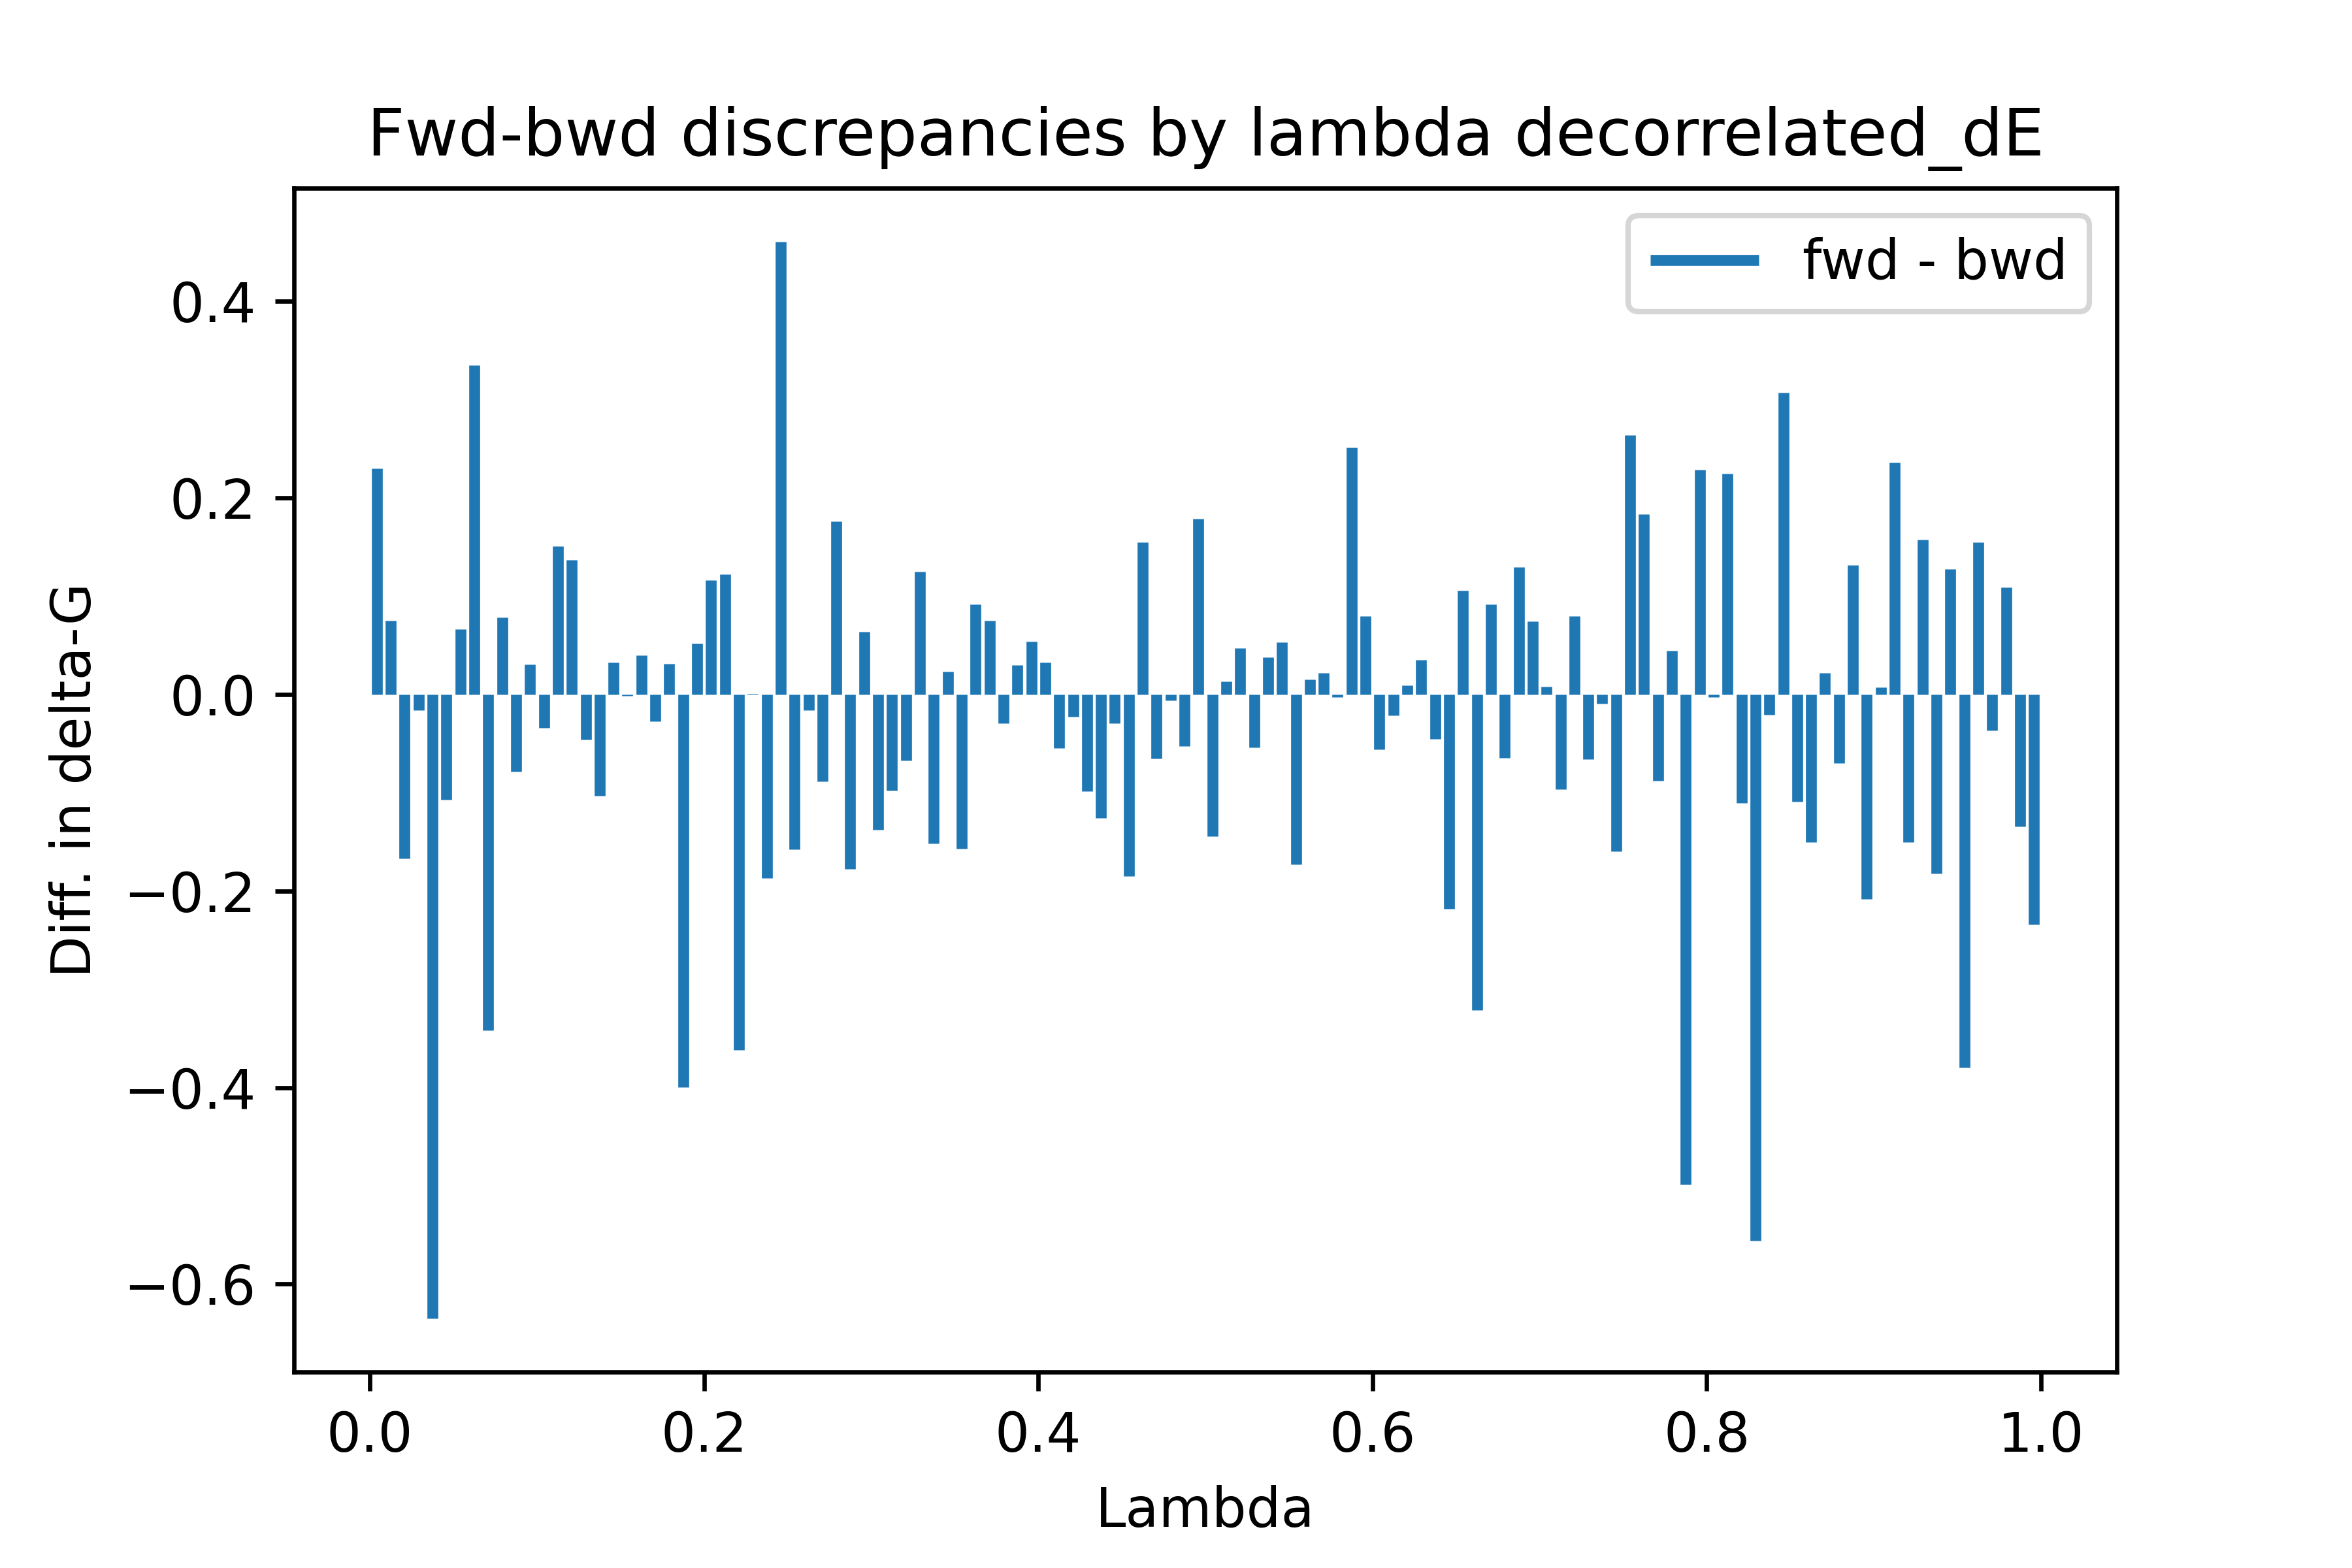 Fwd-bwd discrepancies by lambda decorrelated_dE
fwd - bwd
0.4
0.2
0.0
−0.2
−0.4
−0.6
Diff. in delta-G
0.0 0.2 0.4 0.6 0.8 1.0
Lambda